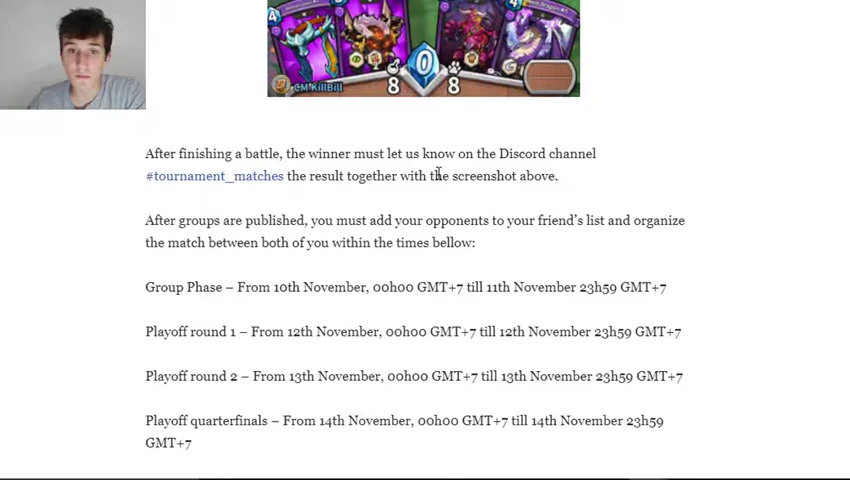 CM KillBill
8
0
8
After finishing a battle, the winner must let us know on the Discord channel
#tournament_matches the result together with the screenshot above.
After groups are published, you must add your opponents to your friend's list and organize
the match between both of you within the times bellow:
Group Phase – From 10th November, 00h00 GMT+7 till 11th November 23h59 GMT+7
Playoff round 1 – From 12th November, 00h00 GMT+7 till 12th November 23h59 GMT+7
Playoff round 2 – From 13th November, 00h00 GMT+7 till 13th November 23h59 GMT+7
Playoff quarterfinals – From 14th November, 00h00 GMT+7 till 14th November 23h59
GMT+7